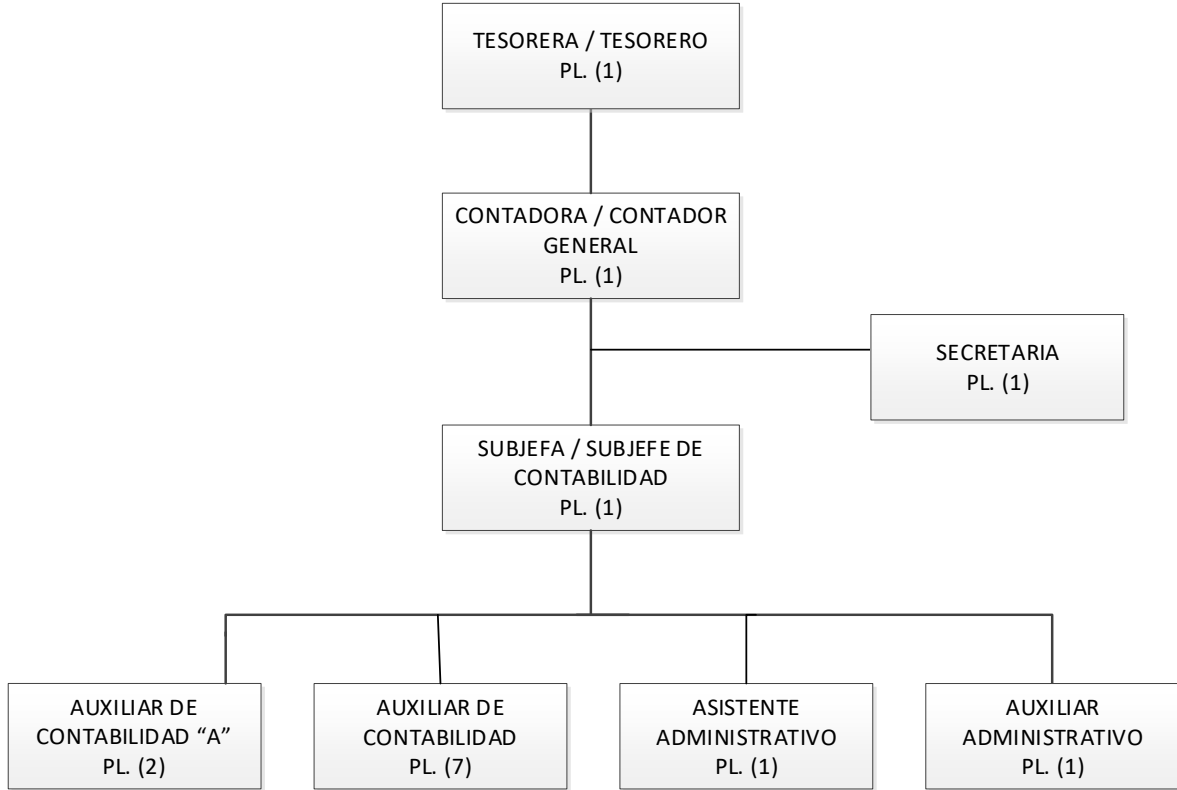 TESORERA / TESORERO
PL. (1)
CONTADORA / CONTADOR
GENERAL
PL. (1)
SECRETARIA
PL. (1)
SUBJEFA / SUBJEFE DE
CONTABILIDAD
PL. (1)
AUXILIAR DE
CONTABILIDAD “A”
PL. (2)
AUXILIAR DE
CONTABILIDAD
PL. (7)
ASISTENTE
ADMINISTRATIVO
PL. (1)
AUXILIAR
ADMINISTRATIVO
PL. (1)